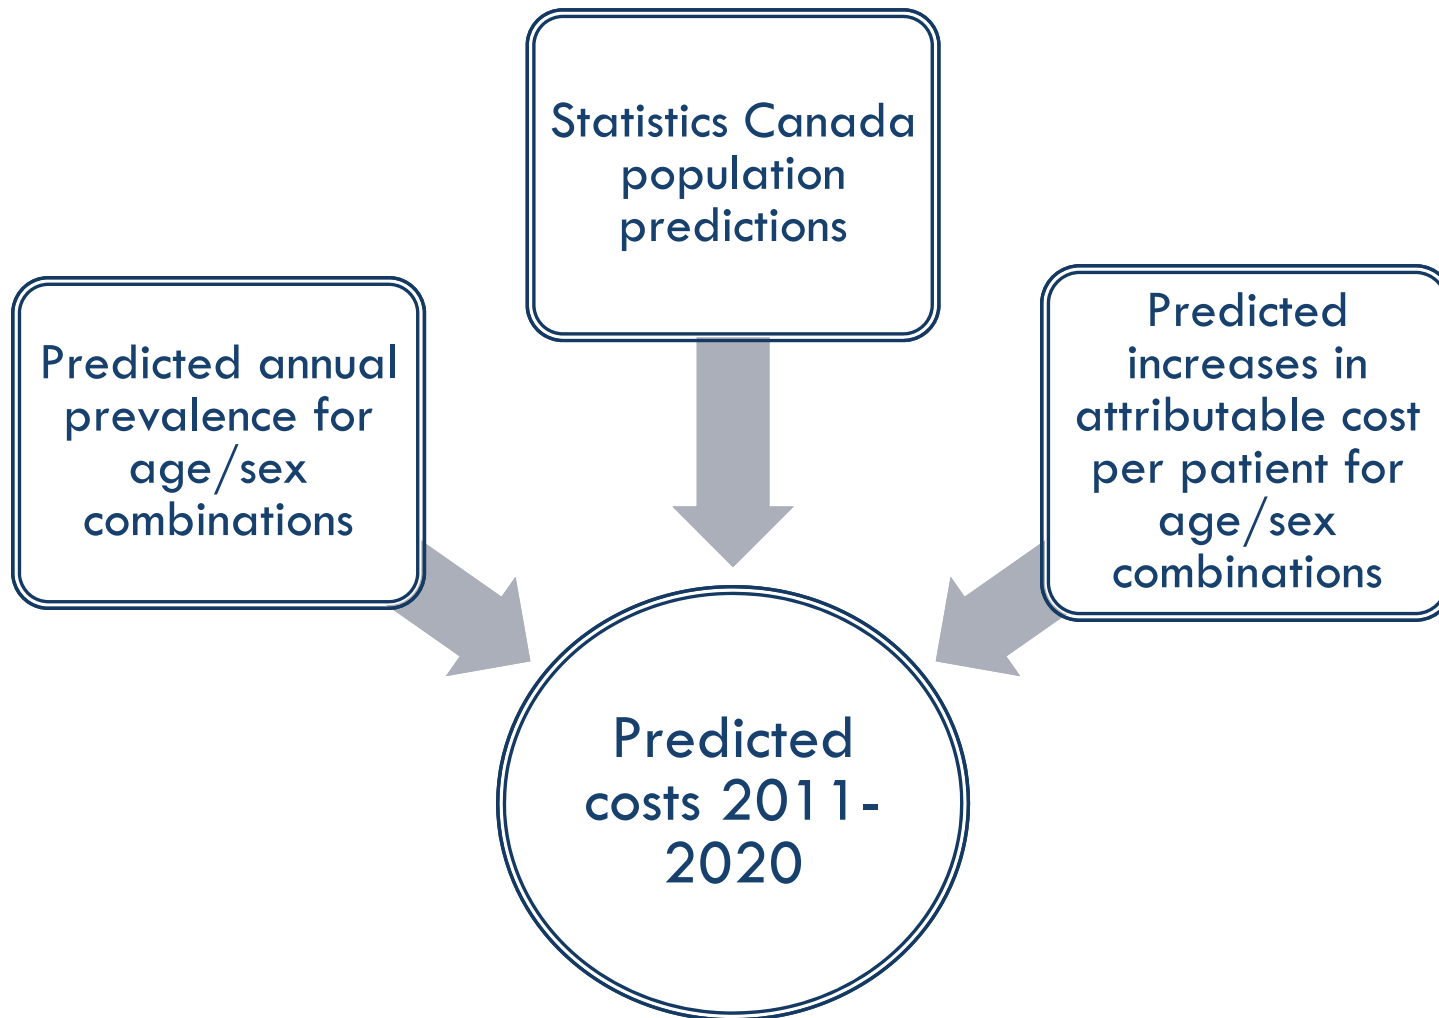 Statistics Canada
population
predictions
Predicted annual
prevalence for
age/sex
combinations
Predicted
increases in
attributable cost
per patient for
age/sex
combinations
Predicted
costs 2011-
2020